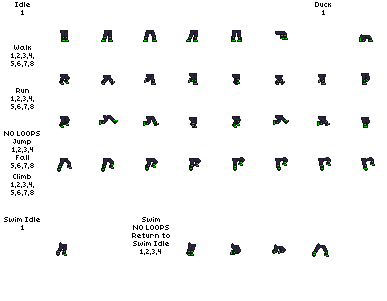 Idle
1
Duck
1
Walk
1,2,3,4,
5,6,7,8
Run
1,2,3,4,
5,6,7,8
NO LOOPS
Jump
1,2,3,4
Fall
5,6,7,8
Climb
1,2,3,4,
5,6,7,8
Swim Idle
1
Swim
NO LOOPS
Return to
Swim Idle
1,2,3,4